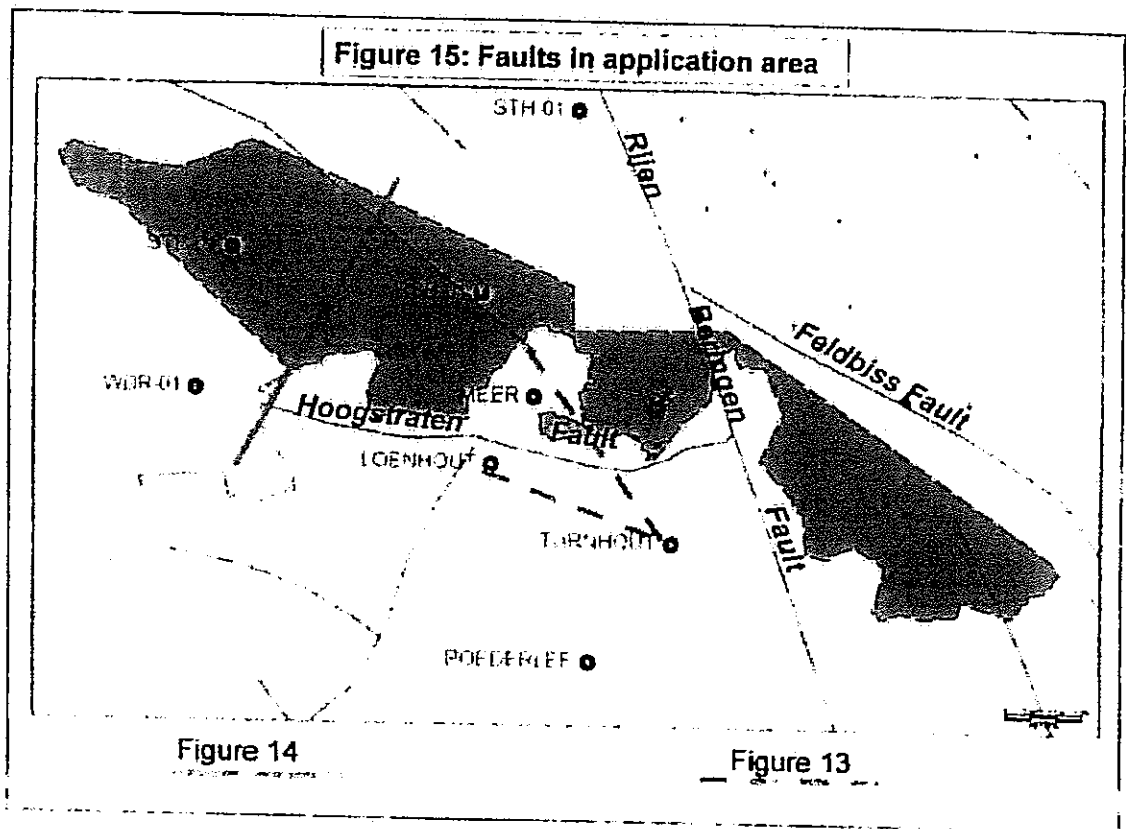 Figure 15: Faults in application area
STH-01
Rijen
WDR-01
MEER
Beringen
Feldbiss Fault
Hoogstraten
Fault
LOENHOUT
TURNHOUT
Fault
POEDERLEE
Figure 14
Figure 13